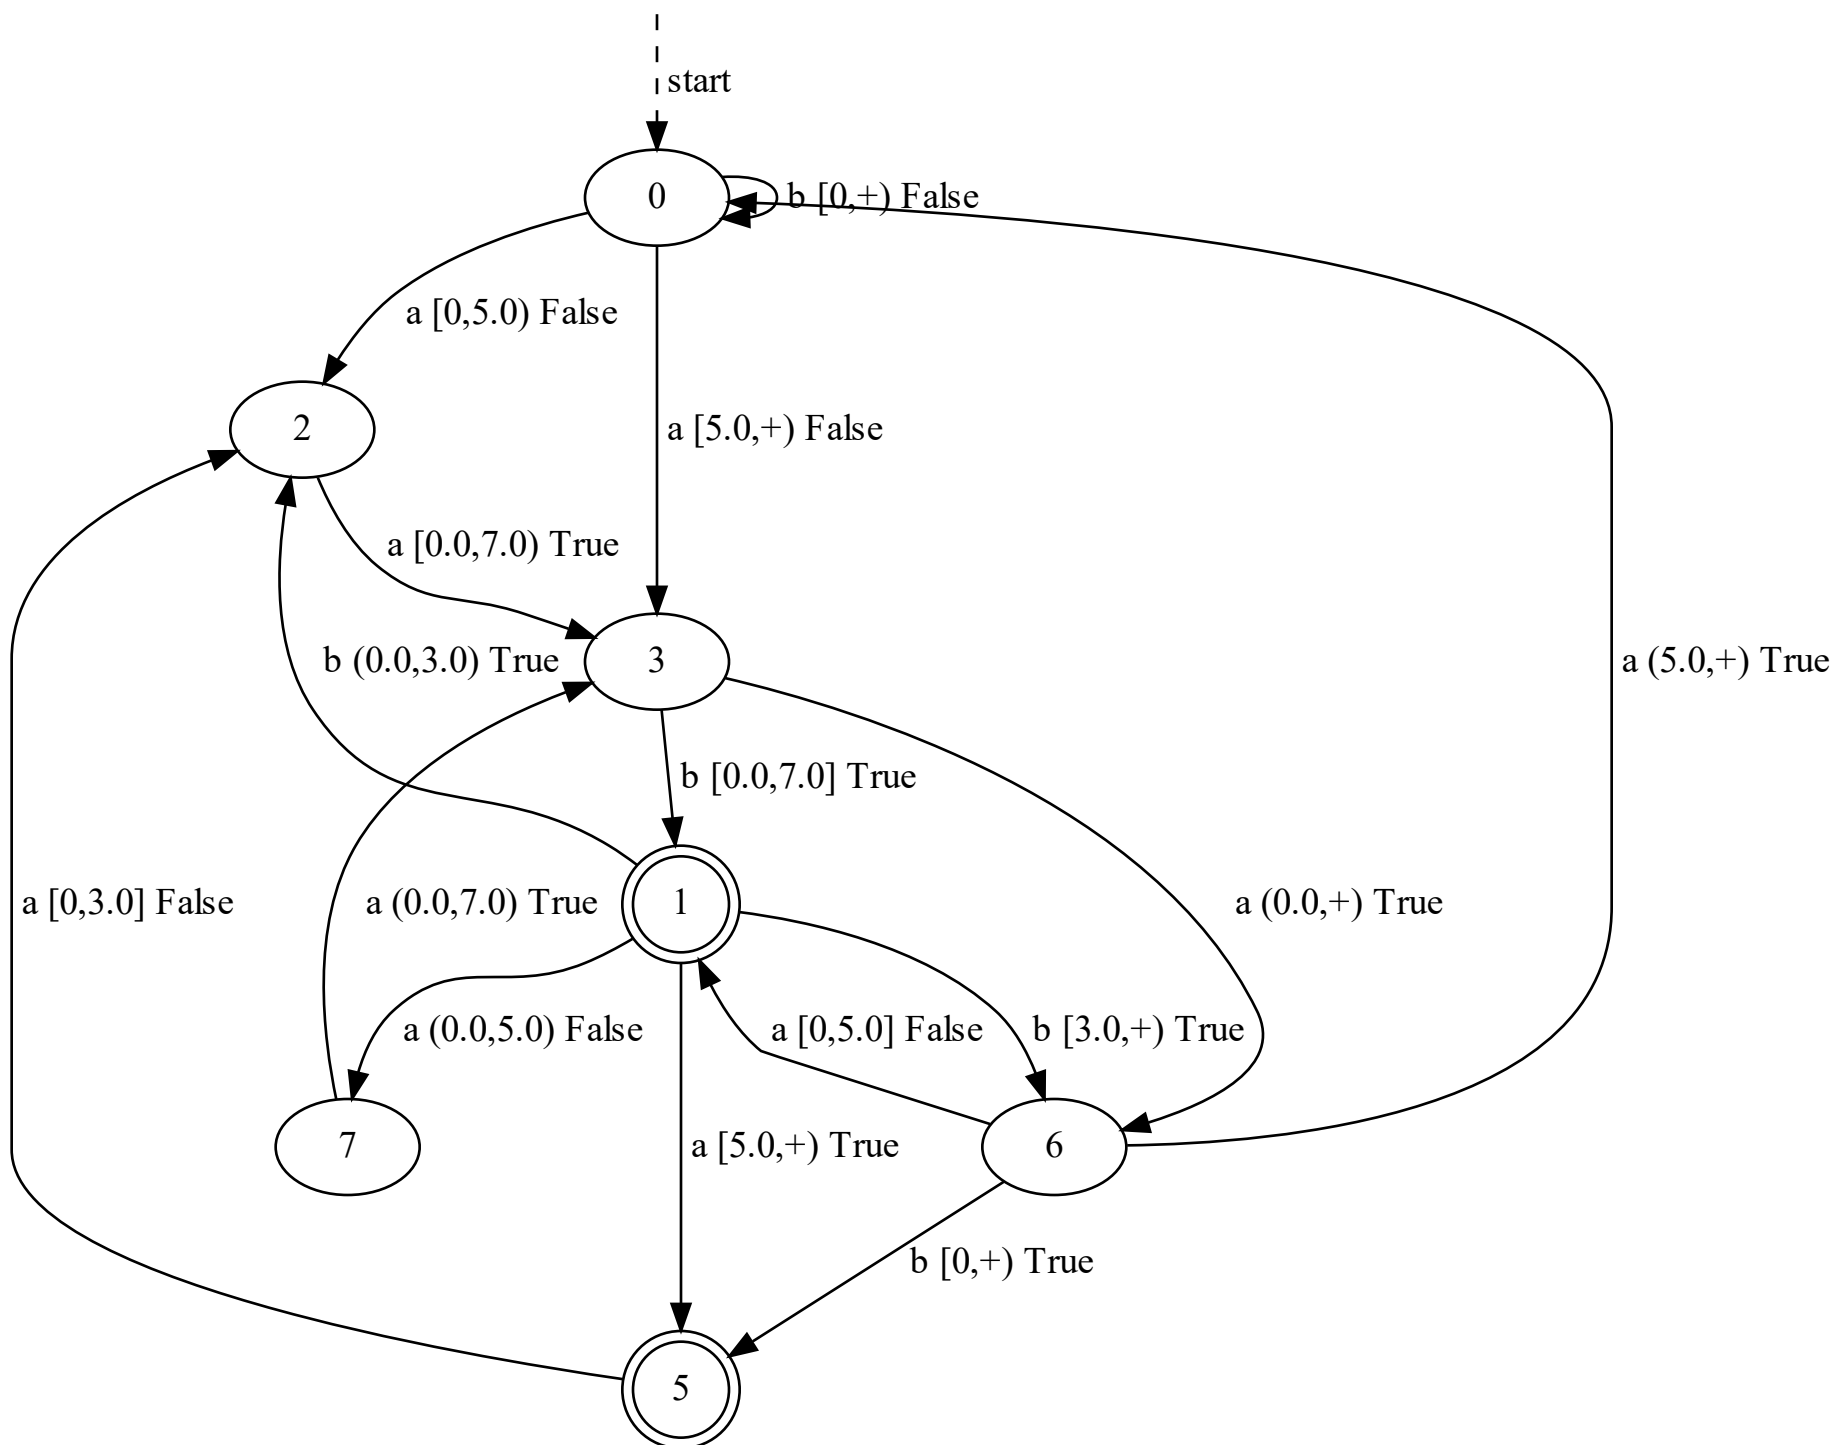 start
0
b [0,+) False
a [0,5.0) False
2
a [5.0,+) False
a [0.0,7.0) True
b (0.0,3.0) True
3
a (5.0,+) True
b [0.0,7.0] True
a [0,3.0] False
a (0.0,7.0) True
1
a (0.0,+) True
a (0.0,5.0) False
a [0,5.0] False
b [3.0,+) True
7
a [5.0,+) True
6
b [0,+) True
5